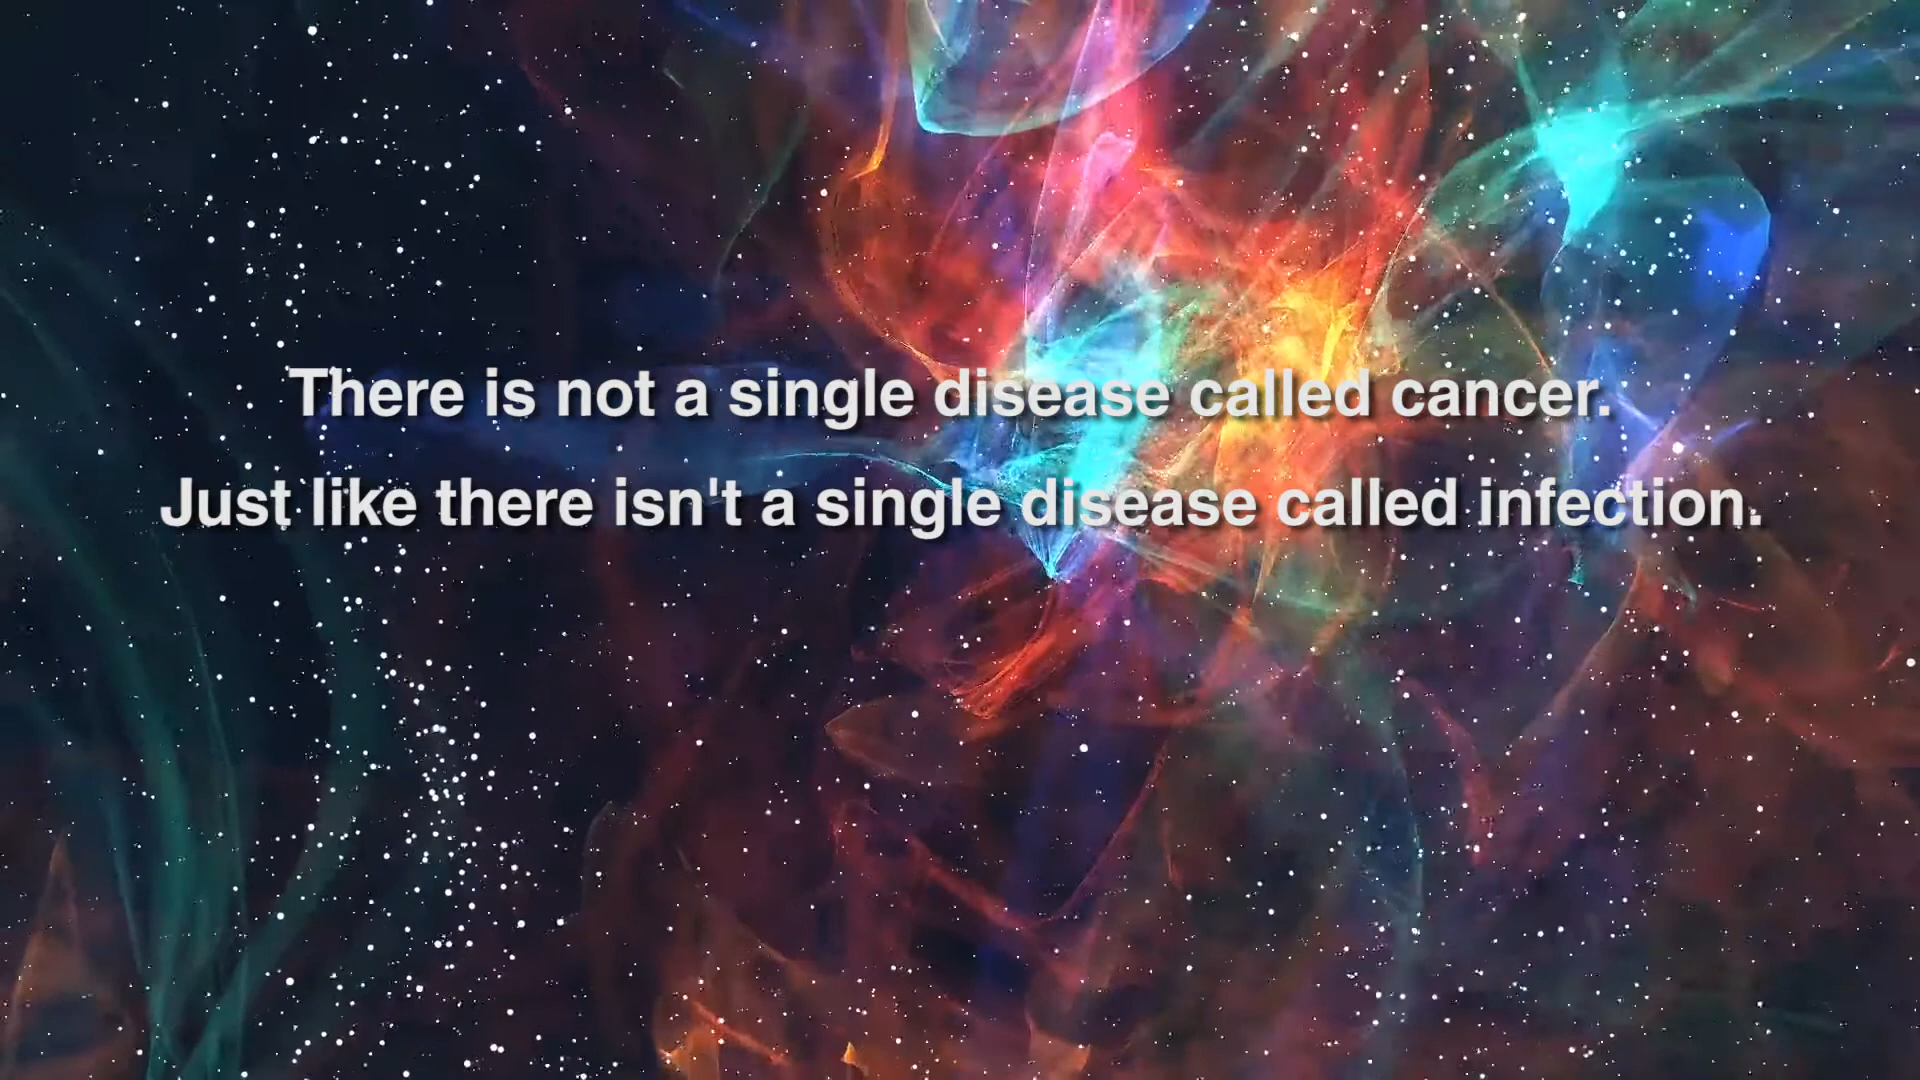 There is not a single disease called cancer.
Just like there isn't a single disease called infection.